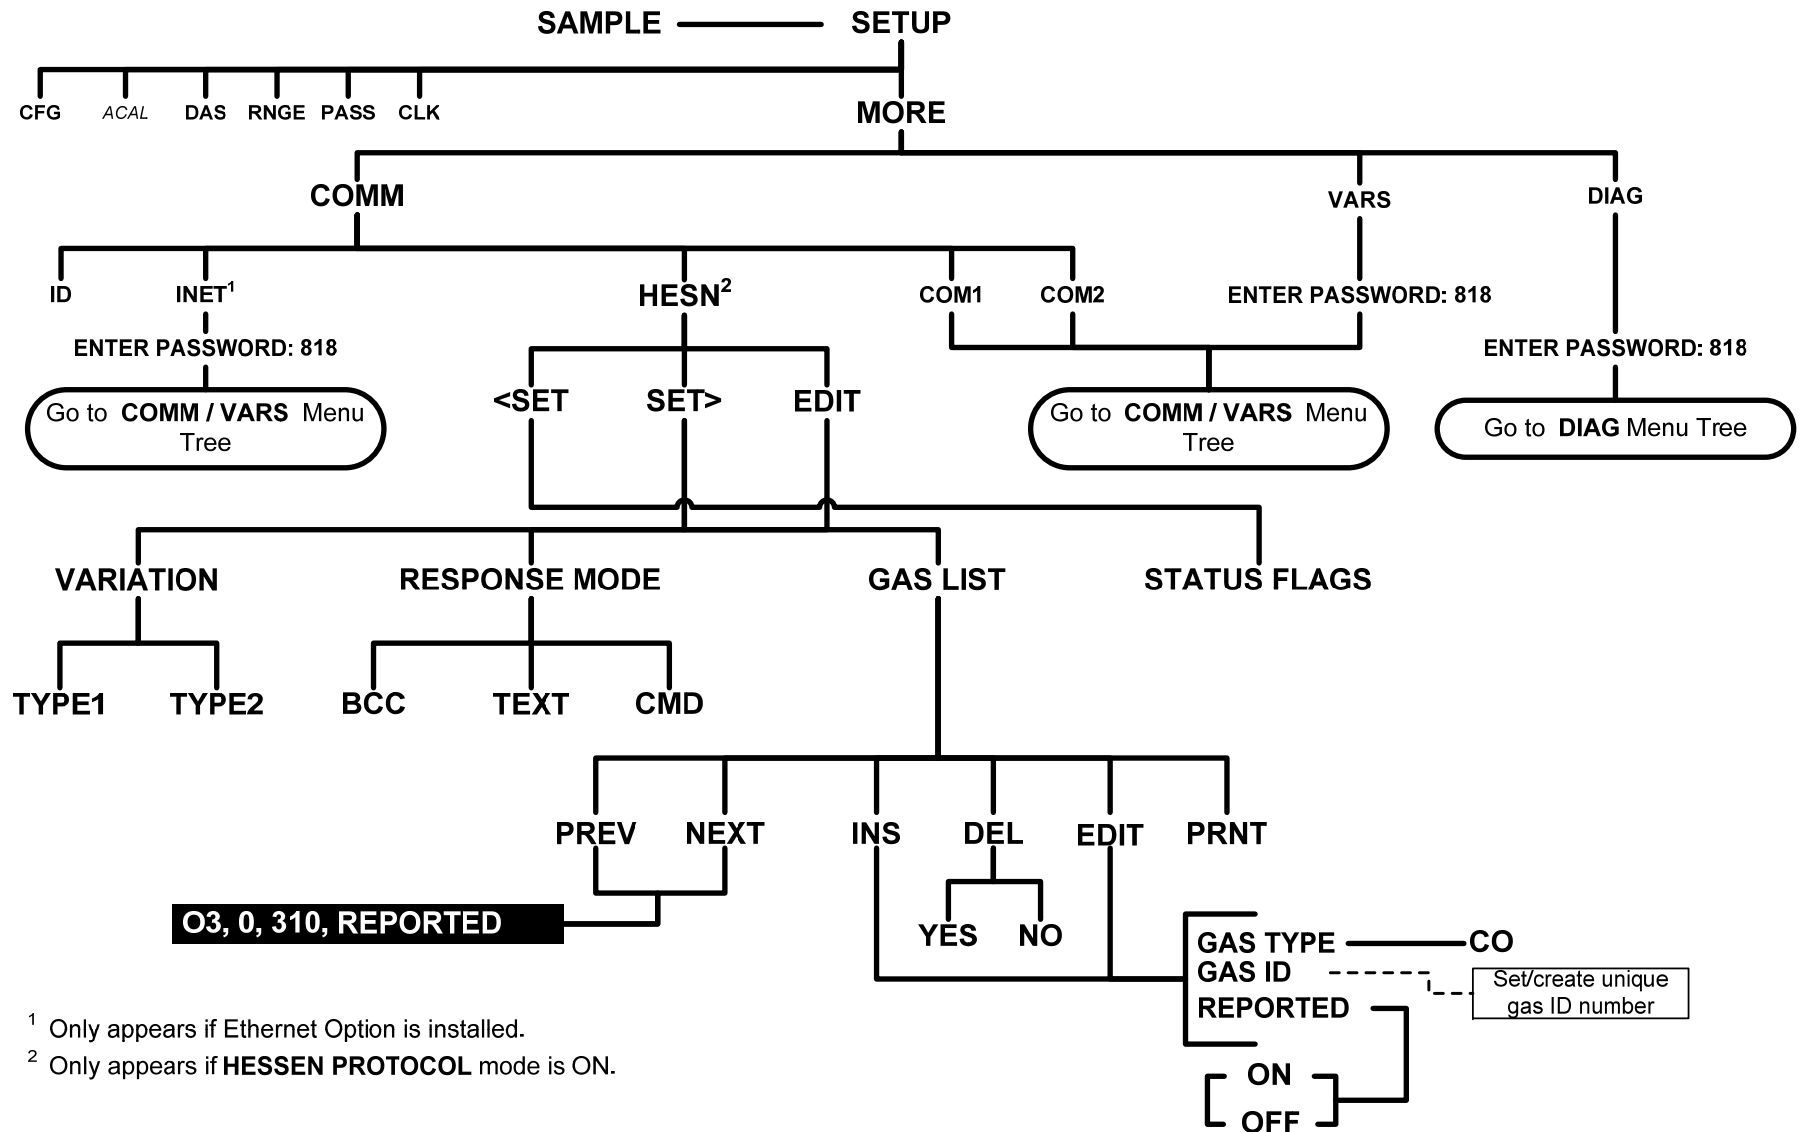 SAMPLE SETUP
CFG ACAL DAS RNGE PASS CLK
MORE
COMM
VARS
DIAG
ID
INET1
HESN2
COM1
COM2
ENTER PASSWORD: 818
ENTER PASSWORD: 818
ENTER PASSWORD: 818
Go to COMM / VARS Menu
Tree
<SET SET> EDIT
Go to COMM / VARS Menu
Tree
Go to DIAG Menu Tree
VARIATION
RESPONSE MODE
GAS LIST
STATUS FLAGS
TYPE1 TYPE2
BCC TEXT CMD
PREV NEXT INS DEL EDIT PRNT
O3, 0, 310, REPORTED
YES NO
GAS TYPE CO
GAS ID
Set/create unique
gas ID number
REPORTED
ON
OFF
1 Only appears if Ethernet Option is installed.
2 Only appears if HESSEN PROTOCOL mode is ON.